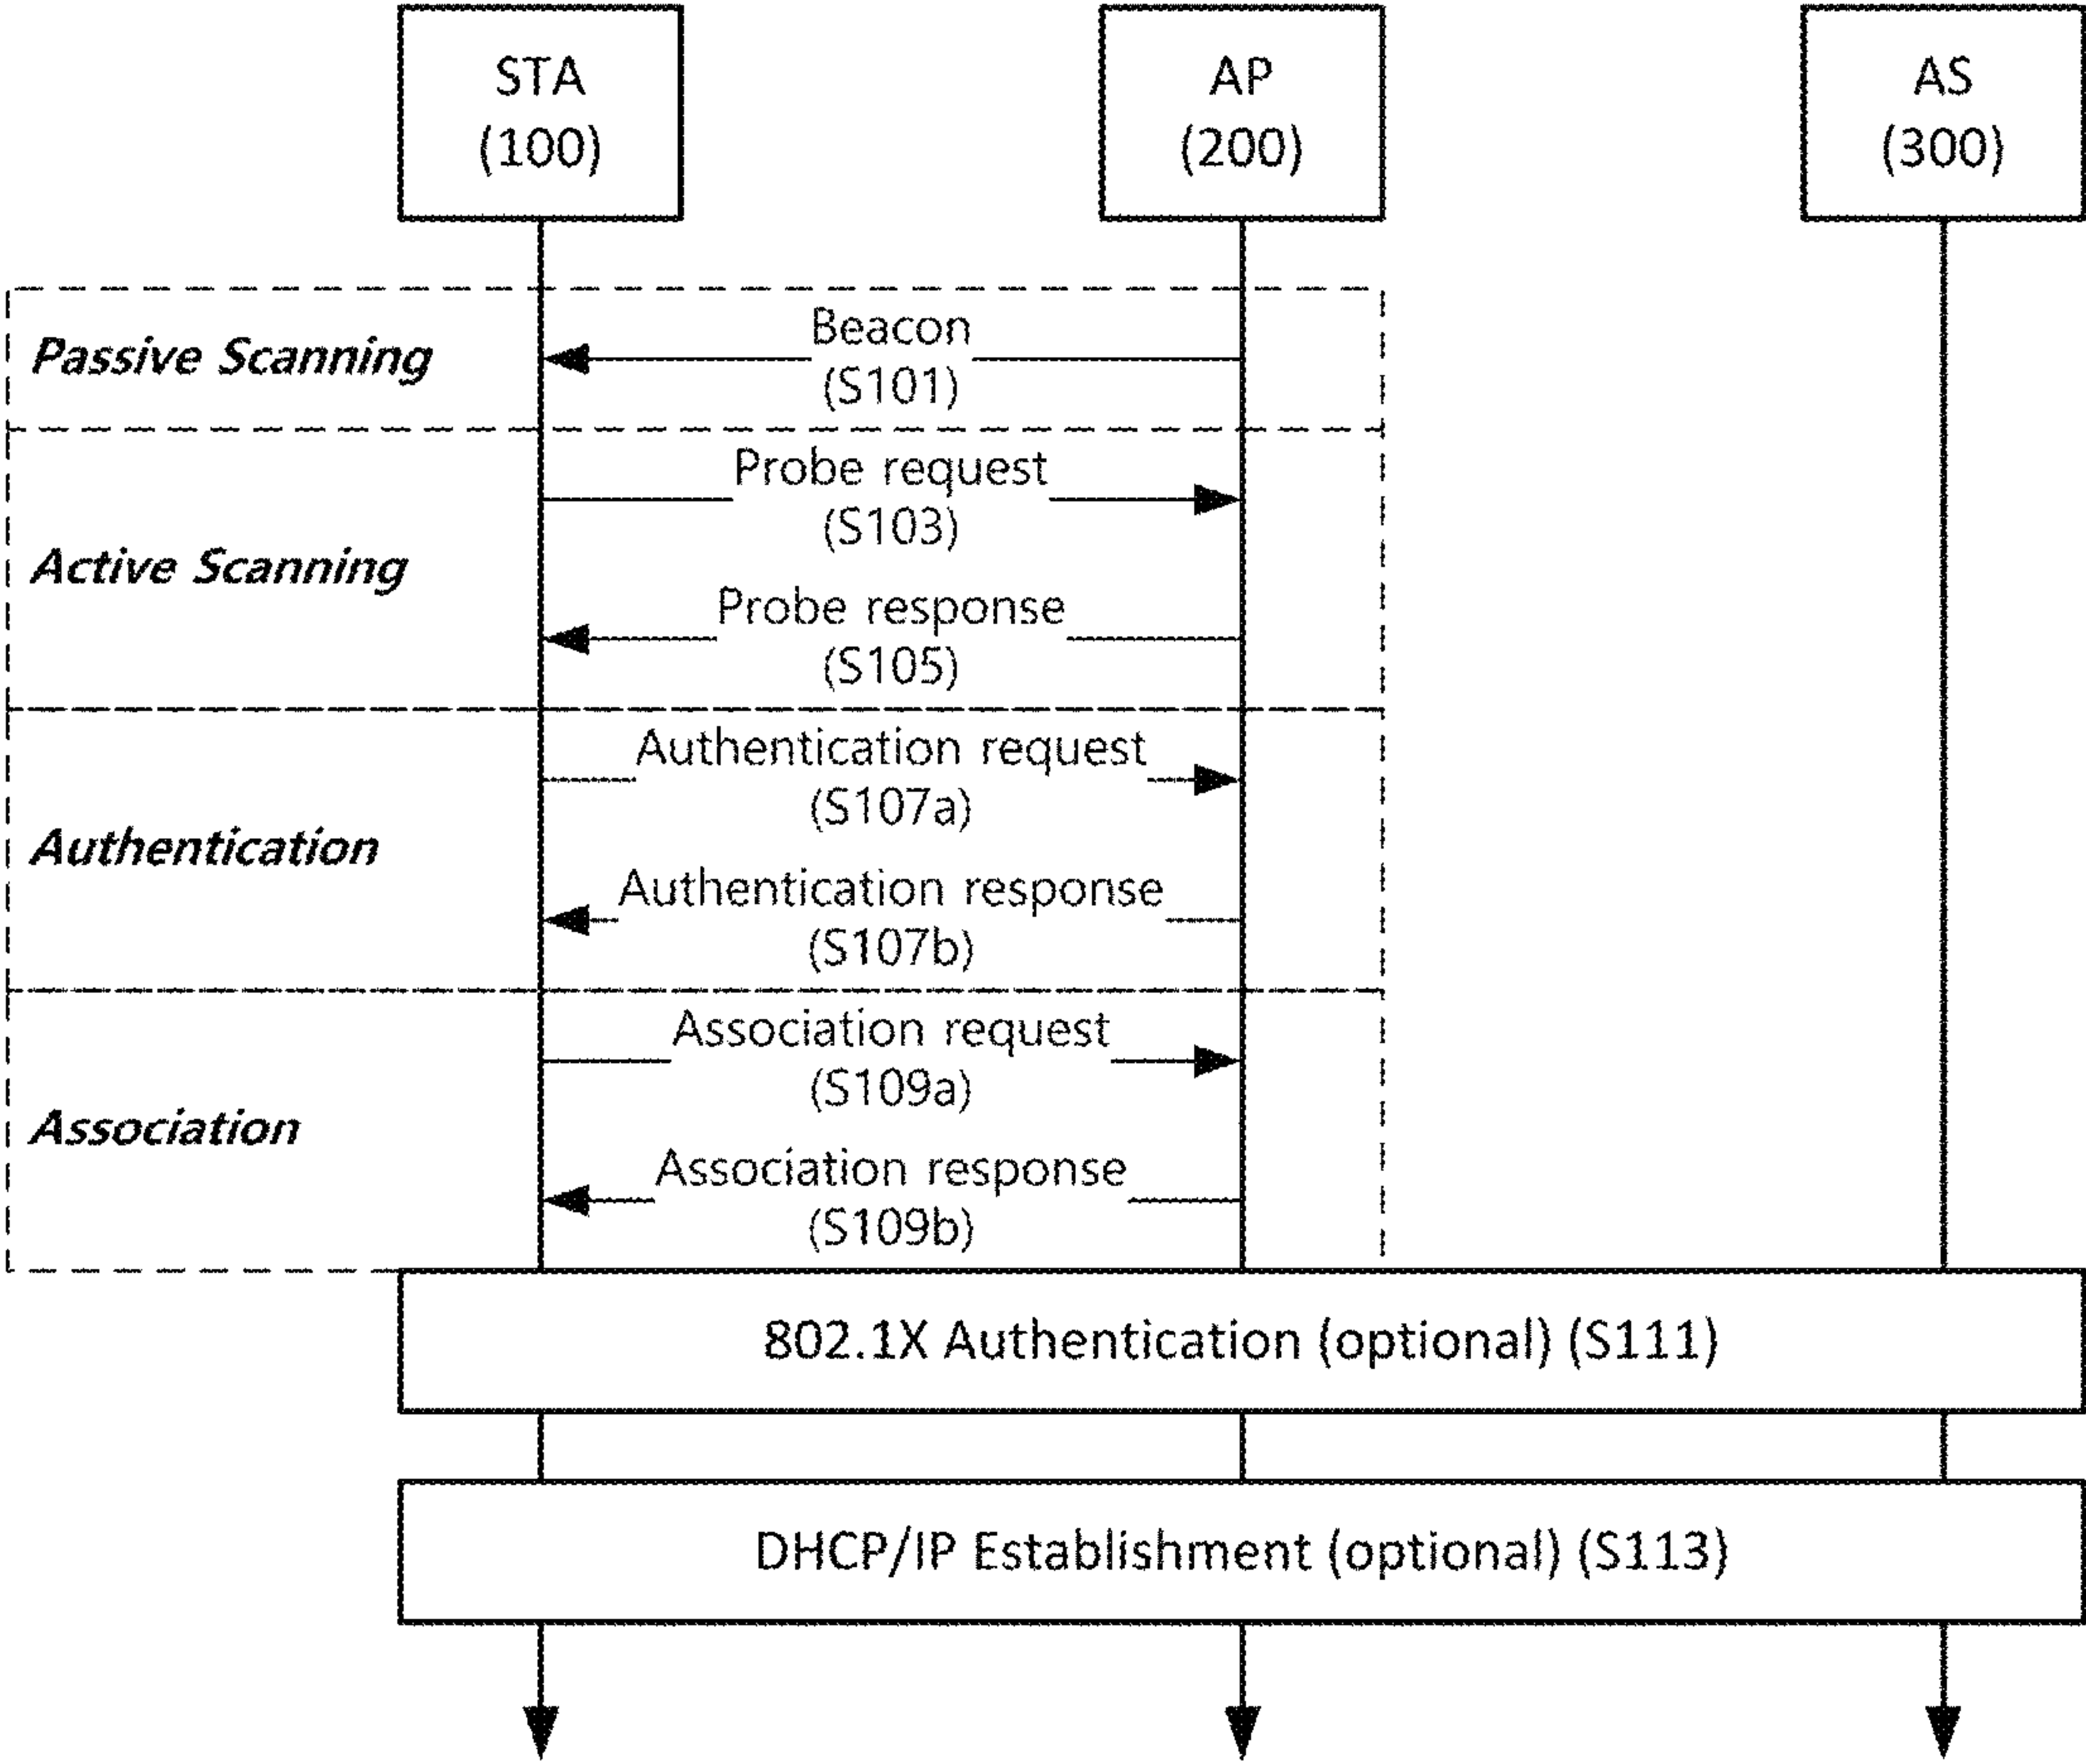 STA
(100)
AP
(200)
AS
(300)
Passive Scanning
Beacon
(S101)
Active Scanning
Probe request
(S103)
Probe response
(S105)
Authentication
Authentication request
(S107a)
Authentication response
(S107b)
Association
Association request
(S109a)
Association response
(S109b)
802.1X Authentication (optional) (S111)
DHCP/IP Establishment (optional) (S113)